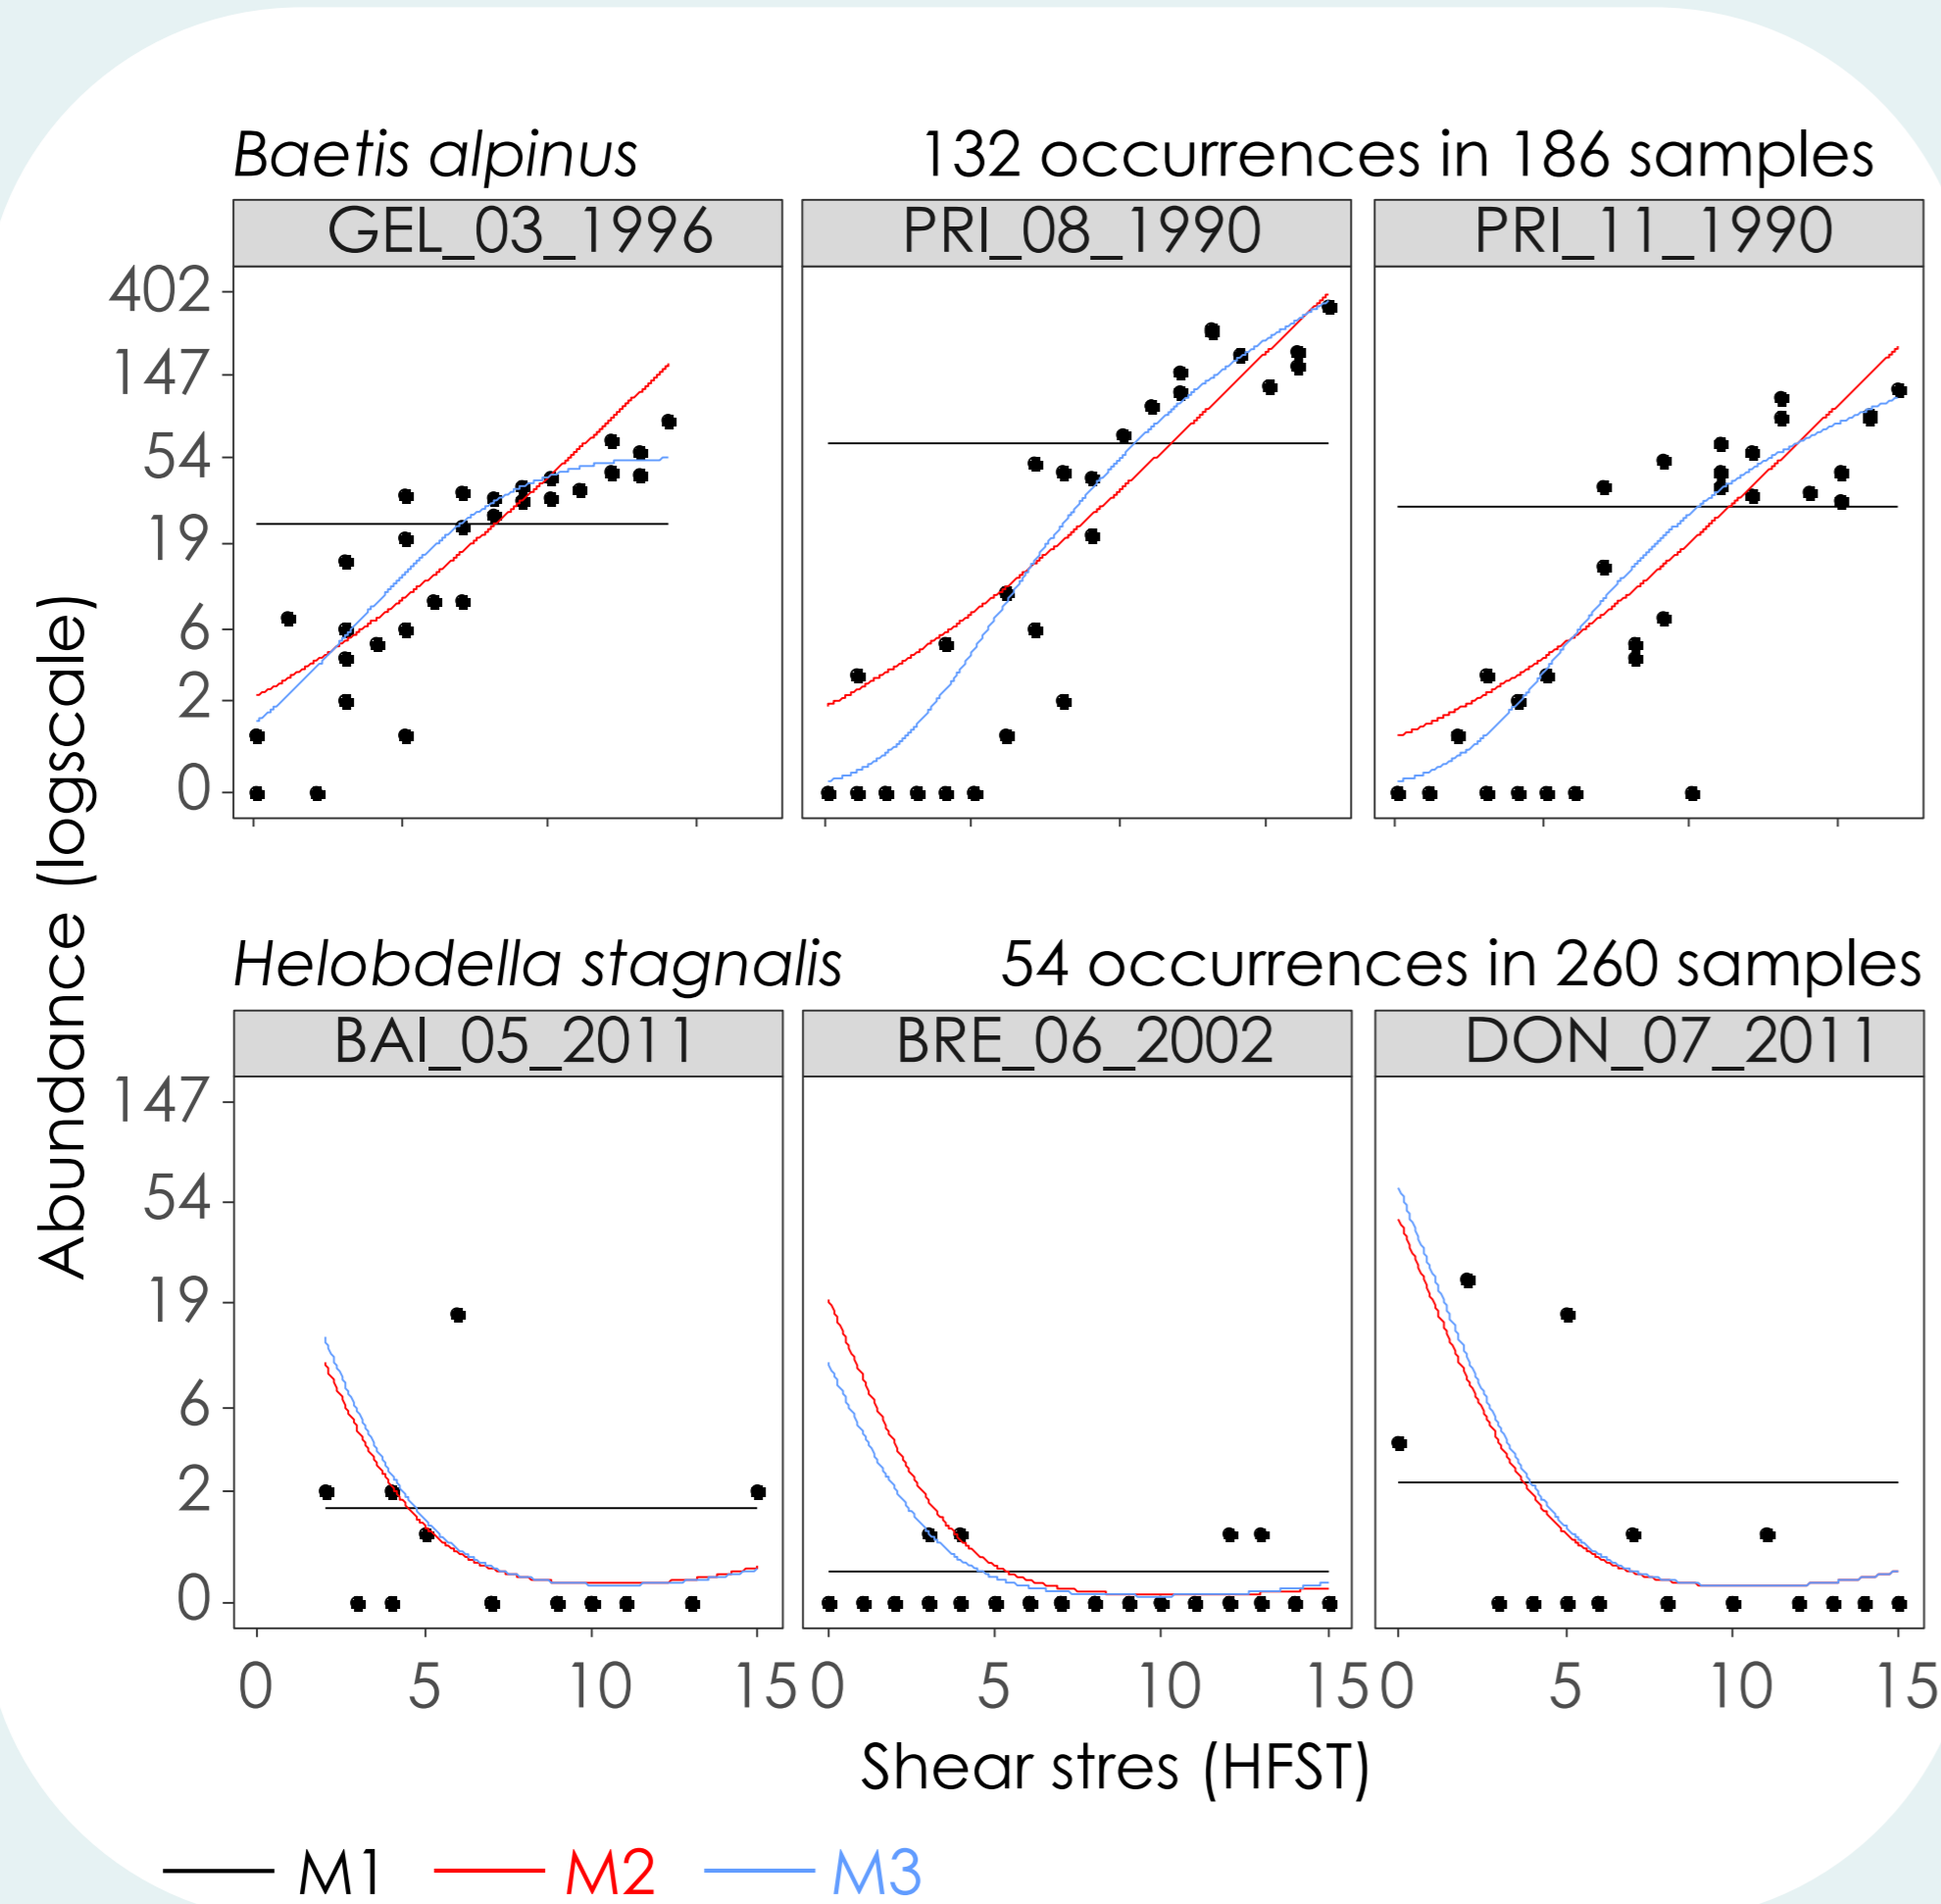 Baetis alpinus 132 occurrences in 186 samples
GEL_03_1996 PRI_08_1990 PRI_11_1990
402
147
54
19
6
2
0
Abundance (logscale)
Helobdella stagnalis 54 occurrences in 260 samples
BAI_05_2011 BRE_06_2002 DON_07_2011
147
54
19
6
2
0
0 5 10 15 0 5 10 15 0 5 10 15
Shear stres (HFST)
M1 M2 M3